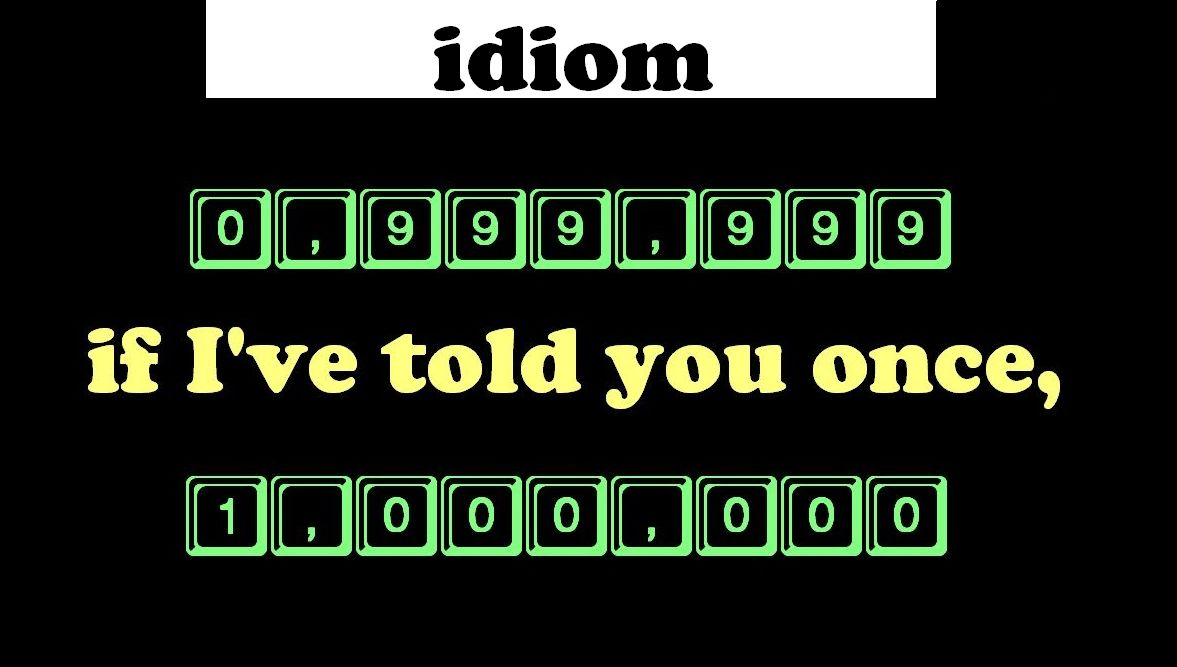 idiom
0,999,999
if I've told you once,
1,000,000